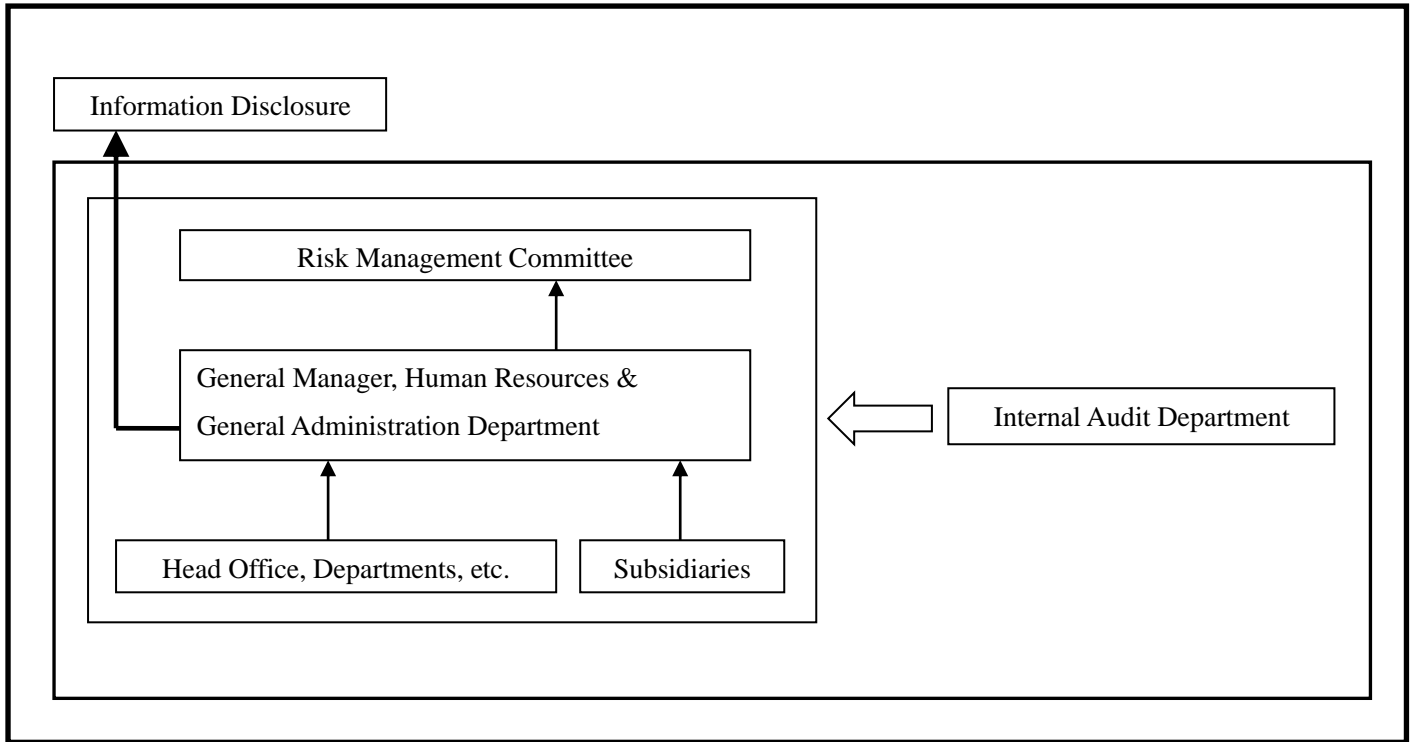 Information Disclosure
Risk Management Committee
General Manager, Human Resources &
General Administration Department
Internal Audit Department
Head Office, Departments, etc.
Subsidiaries